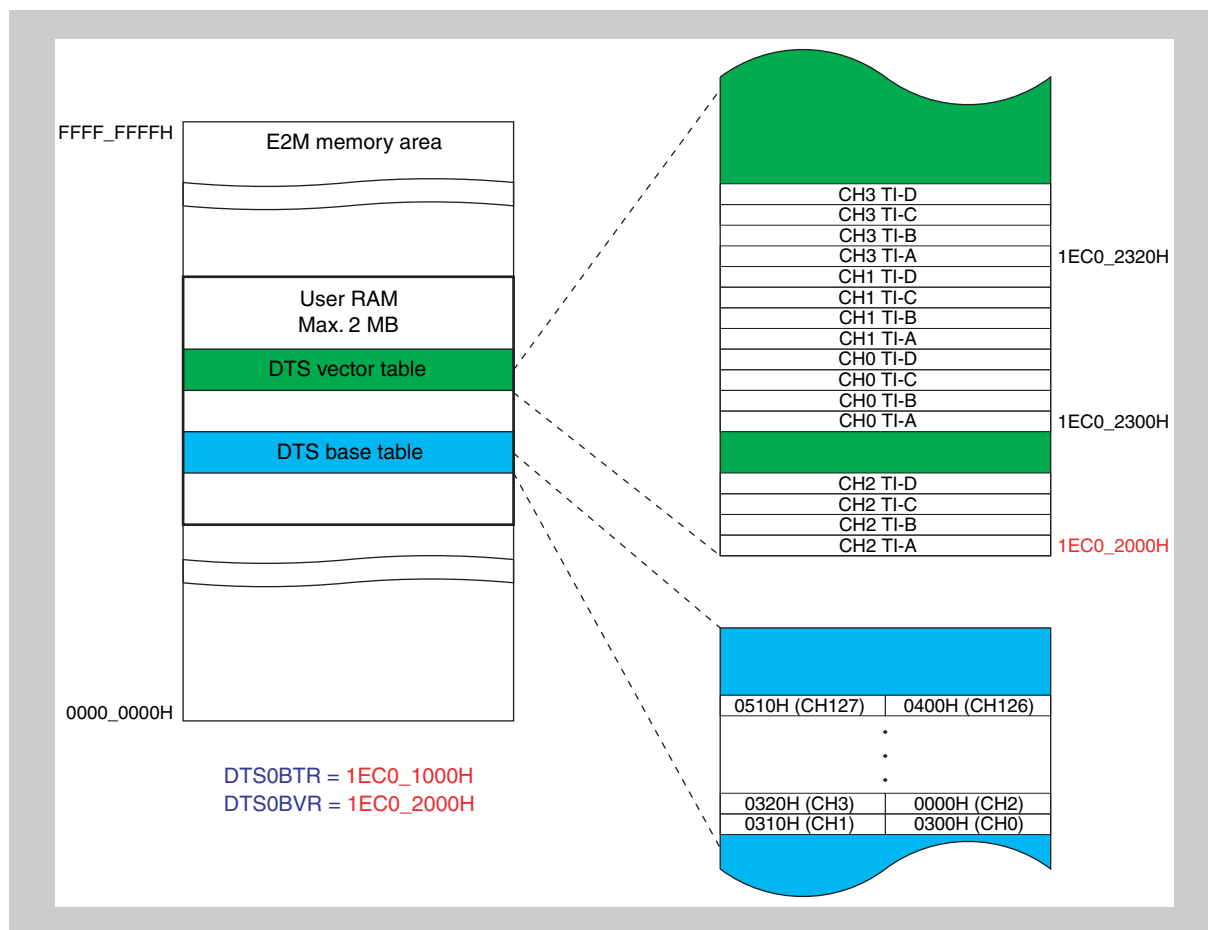 FFFF_FFFFH
E2M memory area
User RAM
Max. 2 MB
DTS vector table
DTS base table
0000_0000H
DTS0BTR = 1EC0_1000H
DTS0BVR = 1EC0_2000H
CH3 TI-D
CH3 TI-C
CH3 TI-B
CH3 TI-A 1EC0_2320H
CH1 TI-D
CH1 TI-C
CH1 TI-B
CH1 TI-A
CH0 TI-D
CH0 TI-C
CH0 TI-B
CH0 TI-A 1EC0_2300H
CH2 TI-D
CH2 TI-C
CH2 TI-B
CH2 TI-A 1EC0_2000H
0510H (CH127) 0400H (CH126)
0320H (CH3) 0000H (CH2)
0310H (CH1) 0300H (CH0)